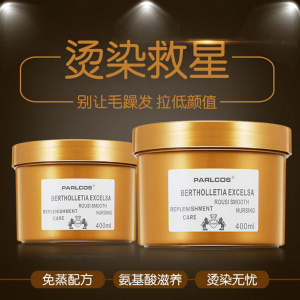 烫染救星
别让毛躁发 拉低颜值
PARLCOS
BERTHOLLETIA EXCELSA
ROUSI SMOOTH
REPLENISHMENT NURSING
CARE
400ml
PARLCOS
BERTHOLLETIA EXCELSA
ROUSI SMOOTH
REPLENISHMENT NURSING
CARE
400ml
免蒸配方 氨基酸滋养 烫染无忧